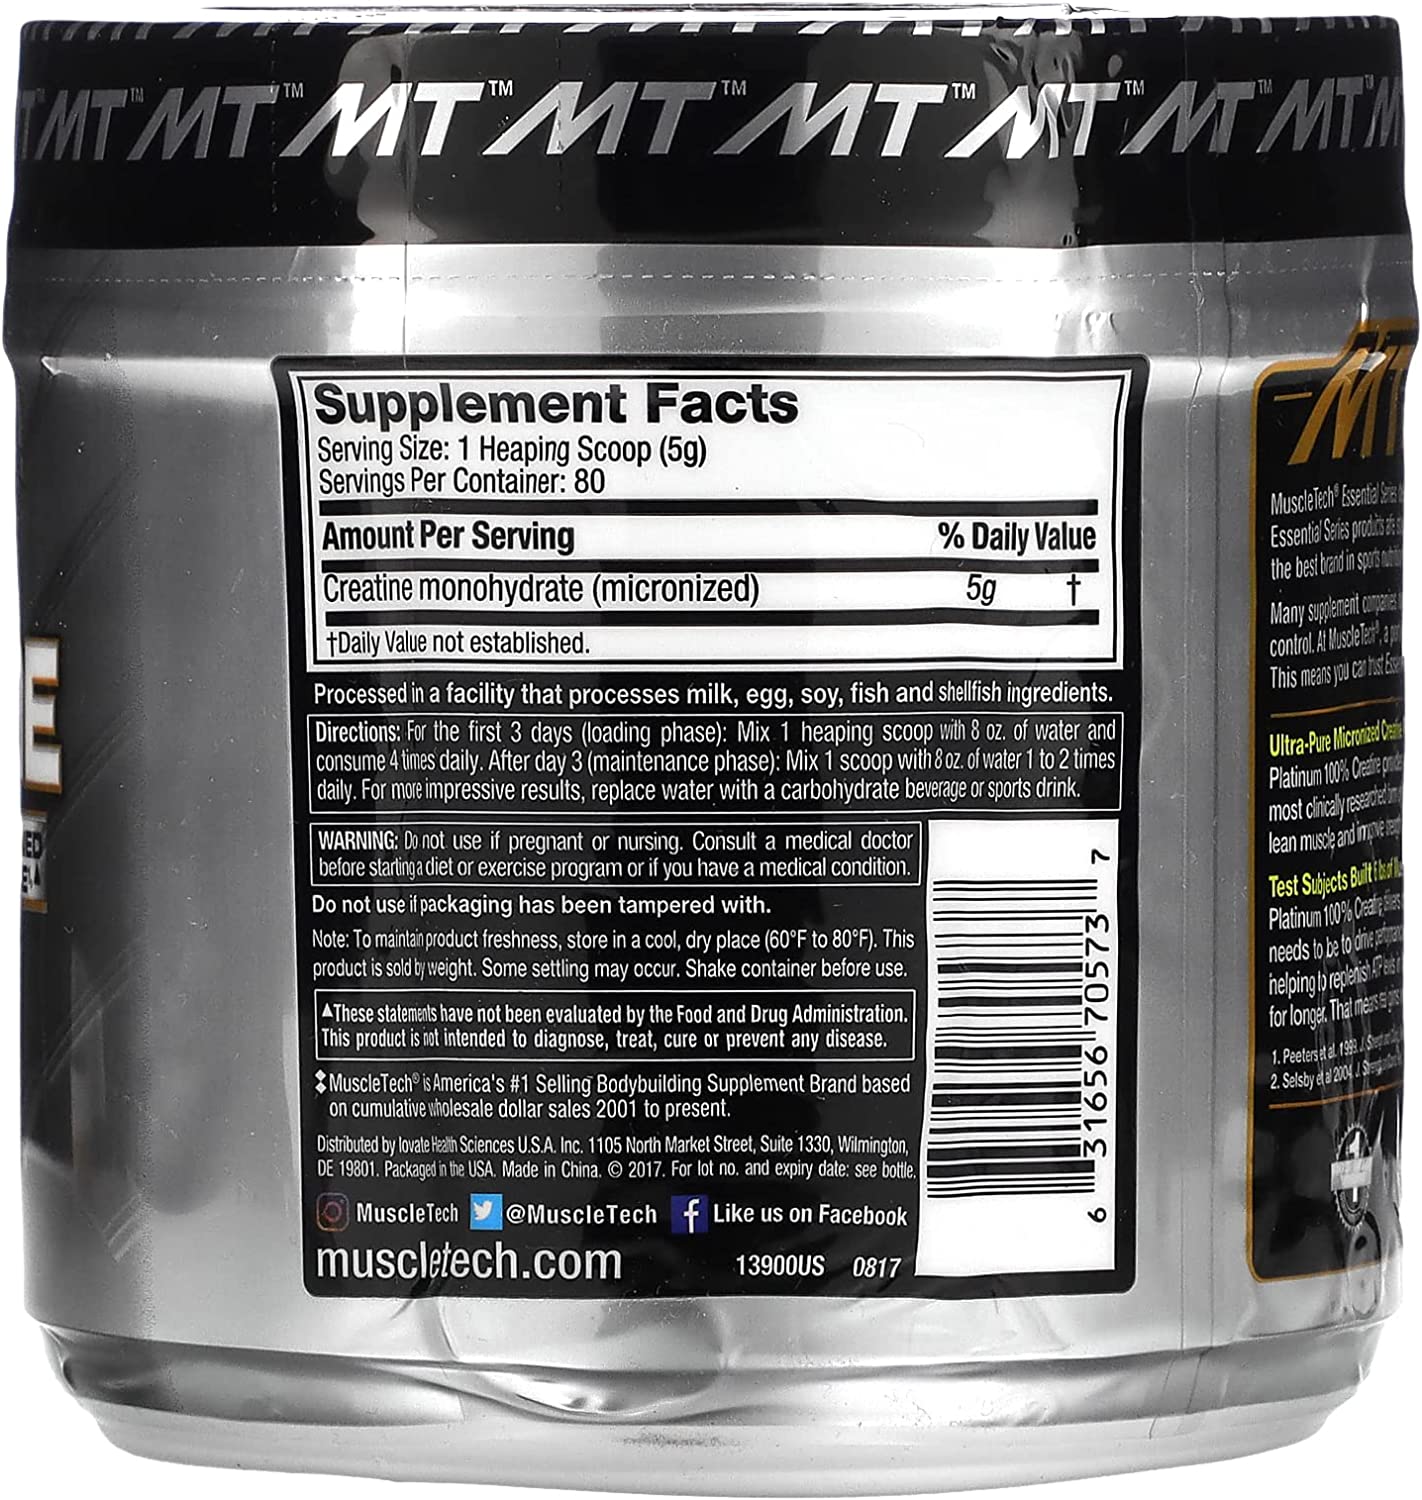 MT™ MT™ MT™ MT™ MT™ MT™ MT™ MT
Supplement Facts
Serving Size: 1 Heaping Scoop (5g)
Servings Per Container: 80
Amount Per Serving % Daily Value
Creatine monohydrate (micronized) 5g †
†Daily Value not established.
Processed in a facility that processes milk, egg, soy, fish and shellfish ingredients.
Directions: For the first 3 days (loading phase): Mix 1 heaping scoop with 8 oz. of water and
consume 4 times daily. After day 3 (maintenance phase): Mix 1 scoop with 8 oz. of water 1 to 2 times
daily. For more impressive results, replace water with a carbohydrate beverage or sports drink.
WARNING: Do not use if pregnant or nursing. Consult a medical doctor
before starting a diet or exercise program or if you have a medical condition.
Do not use if packaging has been tampered with.
Note: To maintain product freshness, store in a cool, dry place (60°F to 80°F). This
product is sold by weight. Some settling may occur. Shake container before use.
▲These statements have not been evaluated by the Food and Drug Administration.
This product is not intended to diagnose, treat, cure or prevent any disease.
MuscleTech® is America's #1 Selling Bodybuilding Supplement Brand based
on cumulative wholesale dollar sales 2001 to present.
Distributed by Iovate Health Sciences U.S.A. Inc. 1105 North Market Street, Suite 1330, Wilmington,
DE 19801. Packaged in the USA. Made in China. © 2017. For lot no. and expiry date: see bottle.
MuscleTech @MuscleTech Like us on Facebook
muscletech.com 13900US 0817
6 31656 70573 7
E
MT
MuscleTech® Essential Series
Essential Series products are
the best brand in sports nutrition
Many supplement companies
control. At MuscleTech®, a
This means you can trust
Ultra-Pure Micronized
Platinum 100% Creatine
most clinically researched form
lean muscle and improve
Test Subjects Built 6 lbs of
Platinum 100% Creatine
needs to be to drive
helping to replenish ATP
for longer. That means
1. Peeters et al. 1999. J.
2. Selsby et al 2004. J.